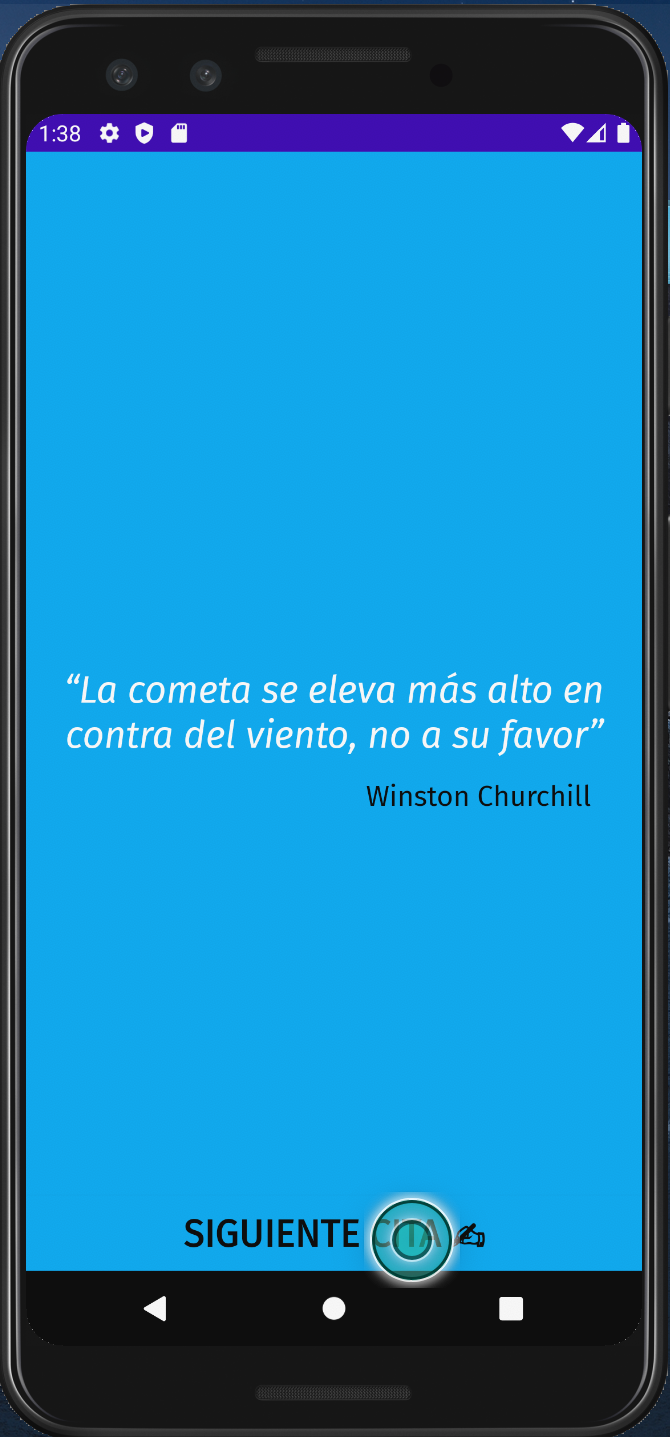 1:38
“La cometa se eleva más alto en
contra del viento, no a su favor”
Winston Churchill
SIGUIENTE CITA ✍